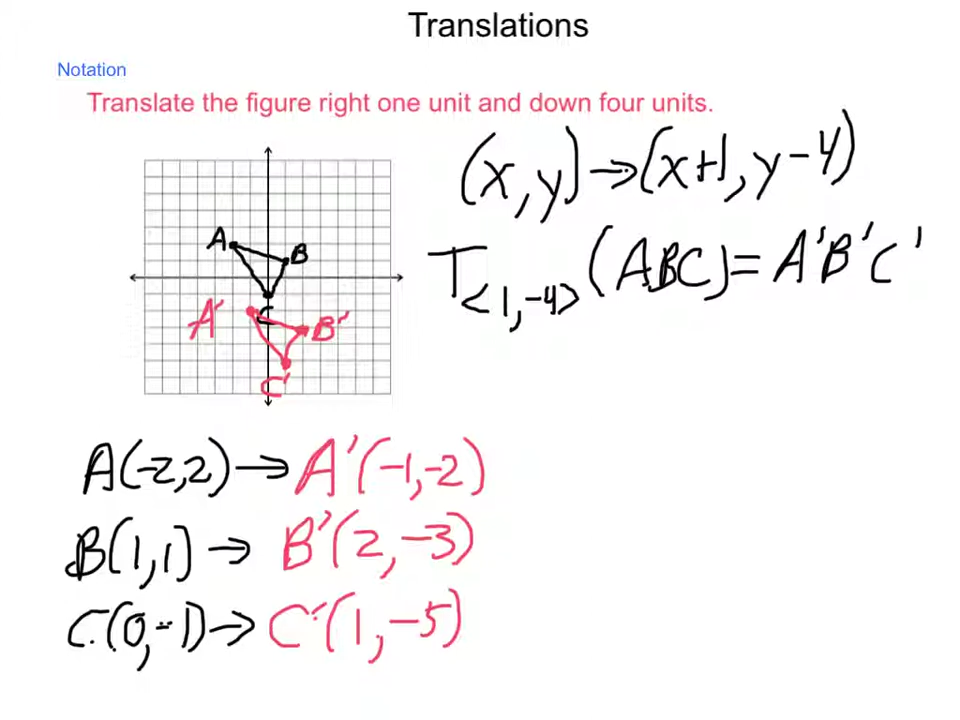 Translations
Notation
Translate the figure right one unit and down four units.
(x, y) → (x+1, y-4)
T<1, -4> (ABC) = A'B'C'
A
B
C
A'
B'
C'
A(-2,2) → A'(-1,-2)
B(1,1) → B'(2,-3)
C(0,-1) → C'(1,-5)